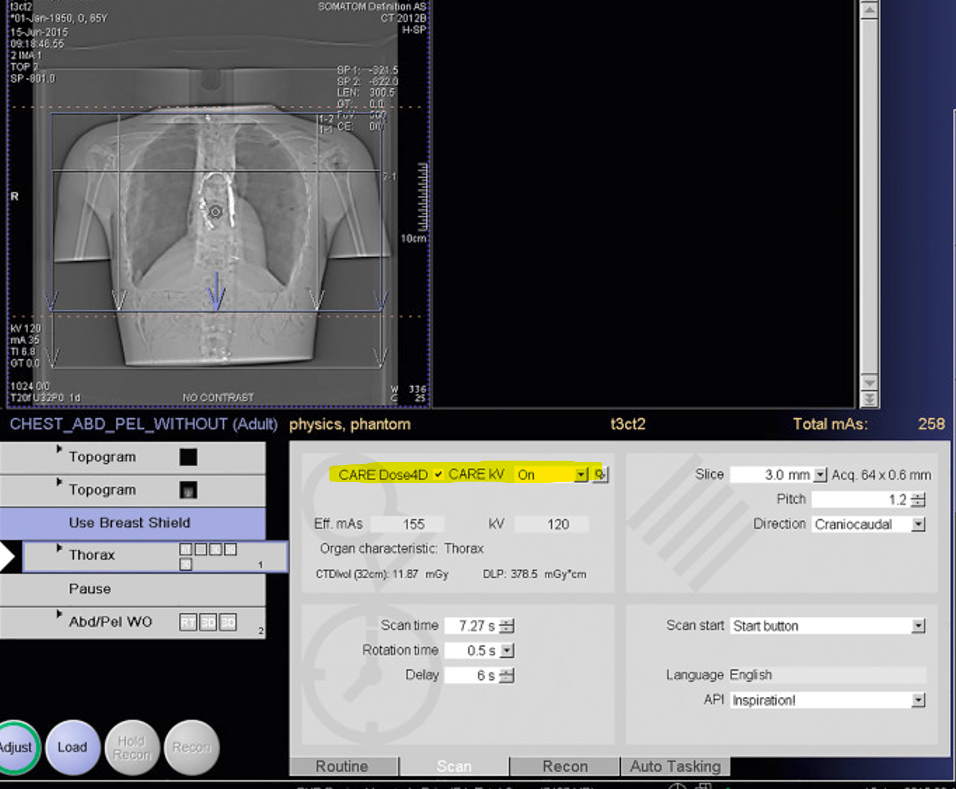 t3ct2
*01-Jan-1950, O, 65Y
15-Jun-2015
09:18:46.55
2 IMA 1
TOP 2
SP -801.0
SOMATOM Definition AS
CT 2012B
H-SP
SP 1: -321.5
SP 2: -622.0
LEN: 300.5
GT: 0.0
FoV: 500
CE: 0/0
1-2
1-1
2-1
R
10cm
kV 120
mA 35
TI 6.8
GT 0.0
1024 0/0
T20f U32P0 1d
NO CONTRAST
W 336
C 25
CHEST_ABD_PEL_WITHOUT (Adult) physics, phantom t3ct2 Total mAs: 258
Topogram
Topogram
Use Breast Shield
Thorax 1
Pause
Abd/Pel WO RT 3D 3D 2
CARE Dose4D CARE kV On
Eff. mAs 155 kV 120
Organ characteristic: Thorax
CTDIvol (32cm): 11.87 mGy DLP: 378.5 mGy*cm
Slice 3.0 mm Acq. 64 x 0.6 mm
Pitch 1.2
Direction Craniocaudal
Scan time 7.27 s
Rotation time 0.5 s
Delay 6 s
Scan start Start button
Language English
API Inspiration!
Adjust
Load
Hold Recon
Recon
Routine
Scan
Recon
Auto Tasking